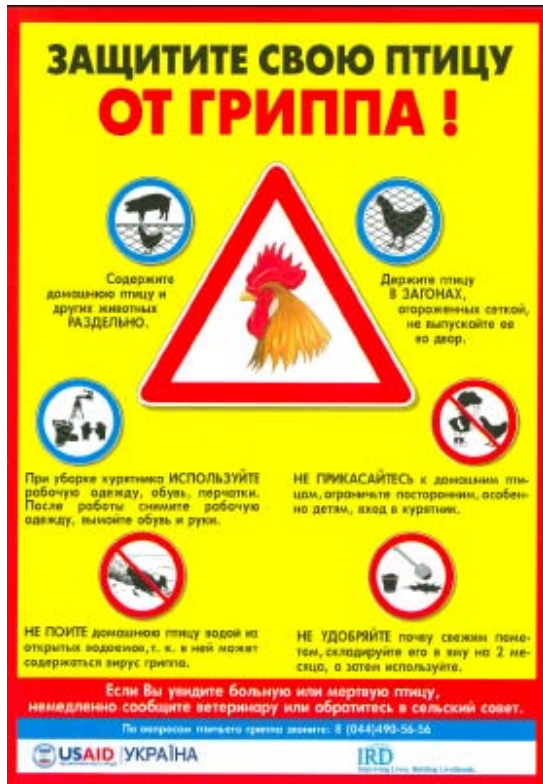 ЗАЩИТИТЕ СВОЮ ПТИЦУ
ОТ ГРИППА !
Содержите
домашнюю птицу и
других животных
РАЗДЕЛЬНО.
Держите птицу
В ЗАГОНАХ,
огороженных сеткой,
не выпускайте ее
во двор.
При уборке курятника ИСПОЛЬЗУЙТЕ
рабочую одежду, обувь, перчатки.
После работы снимите рабочую
одежду, вымойте обувь и руки.
НЕ ПРИКАСАЙТЕСЬ к домашним пти-
цам, ограничьте посторонним, особен-
но детям, вход в курятник.
НЕ ПОИТЕ домашнюю птицу водой из
открытых водоемов, т. к. в ней может
содержаться вирус гриппа.
НЕ УДОБРЯЙТЕ почву свежим поме-
том, складируйте его в яму на 2 ме-
сяца, а затем используйте.
Если Вы увидите больную или мертвую птицу,
немедленно сообщите ветеринару или обратитесь в сельский совет.
По вопросам птичьего гриппа звоните: 8 (044)490-56-56
USAID УКРАЇНА
IRD
Improving Lives, Building Livelihoods.